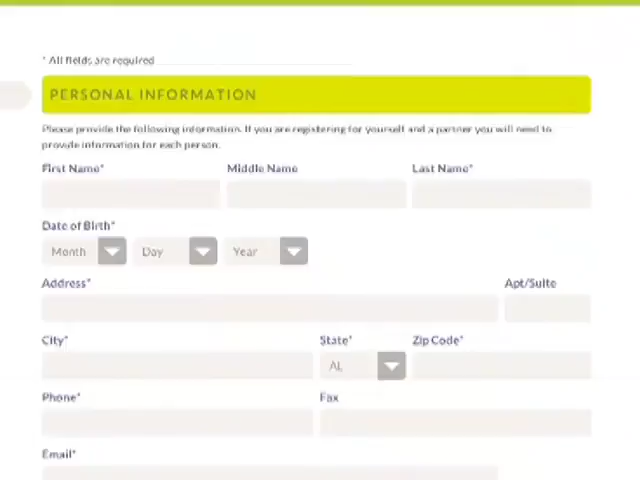 * All fields are required
PERSONAL INFORMATION
Please provide the following information. If you are registering for yourself and a partner you will need to
provide information for each person.
First Name* Middle Name Last Name*
Date of Birth*
Month Day Year
Address* Apt/Suite
City* State* Zip Code*
AL
Phone* Fax
Email*